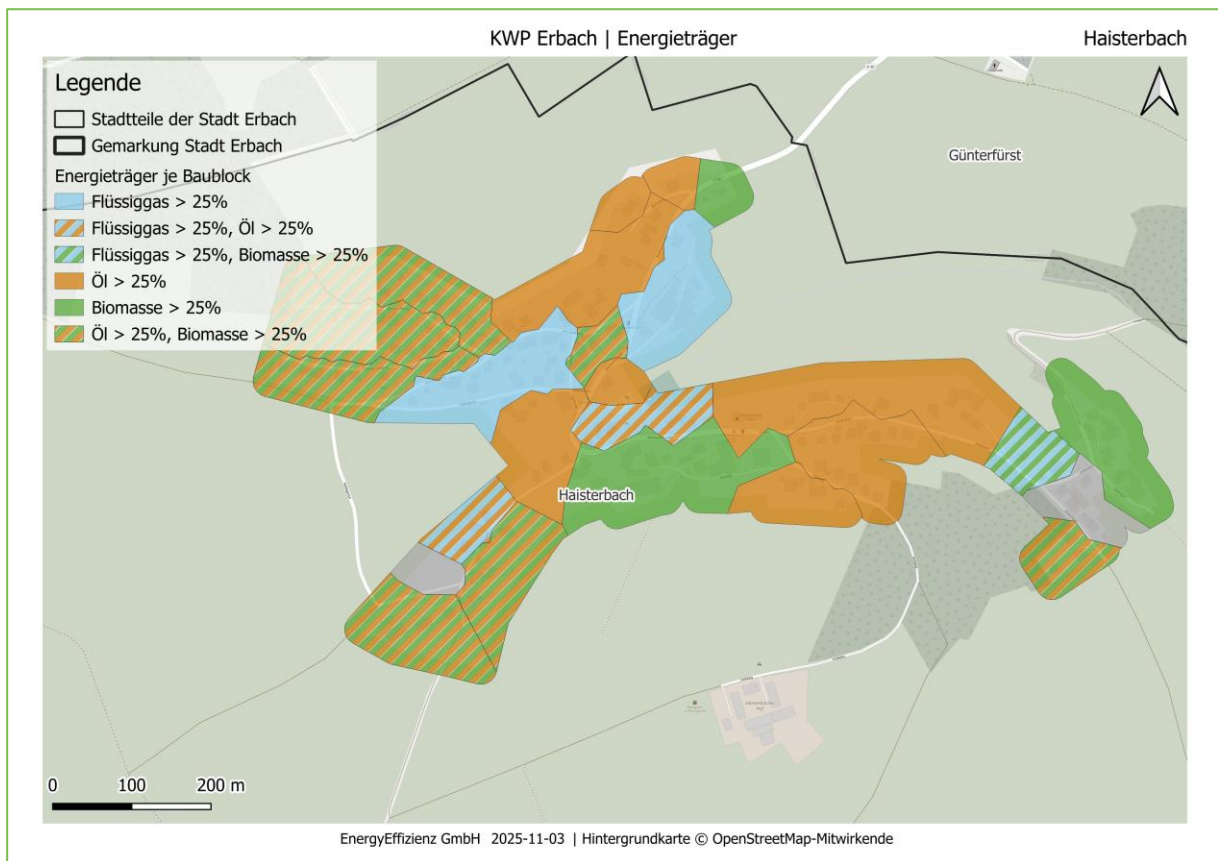 KWP Erbach | Energieträger
Haisterbach
Legende
Stadtteile der Stadt Erbach
Gemarkung Stadt Erbach
Energieträger je Baublock
Flüssiggas > 25%
Flüssiggas > 25%, Öl > 25%
Flüssiggas > 25%, Biomasse > 25%
Öl > 25%
Biomasse > 25%
Öl > 25%, Biomasse > 25%
Günterfürst
Haisterbach
0 100 200 m
EnergyEffizienz GmbH 2025-11-03 | Hintergrundkarte © OpenStreetMap-Mitwirkende